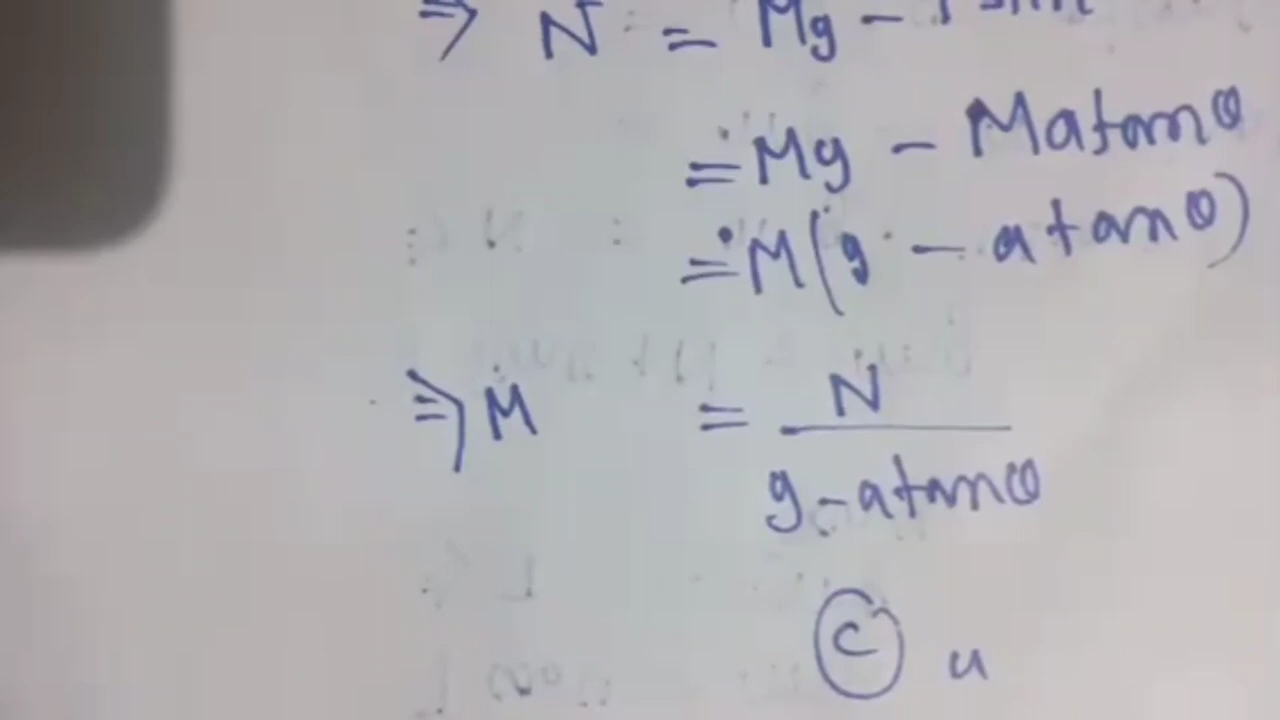 ⇒ N = Mg -
= Mg - Matanθ
= M(g - atanθ)
⇒ M = N
g-atanθ
C